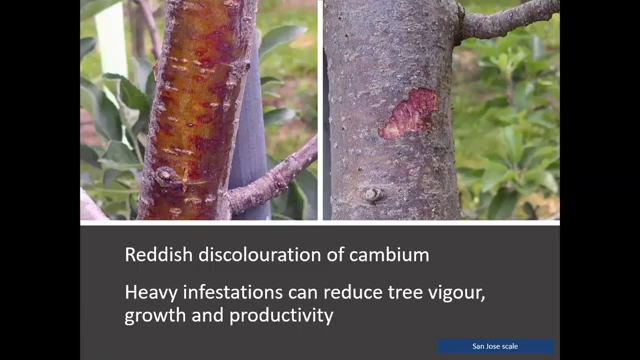 Reddish discolouration of cambium
Heavy infestations can reduce tree vigour,
growth and productivity
San Jose scale